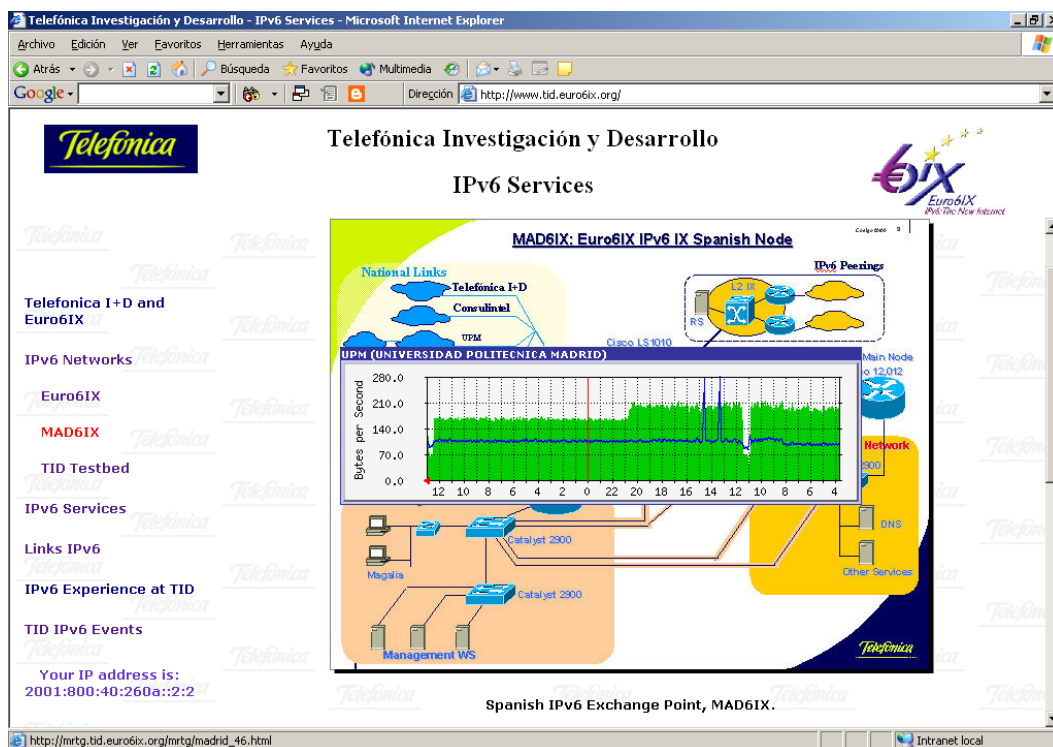 Telefónica Investigación y Desarrollo - IPv6 Services - Microsoft Internet Explorer
Archivo Edición Ver Favoritos Herramientas Ayuda
Atrás Búsqueda Favoritos Multimedia
Google Dirección http://www.tid.euro6ix.org/
Telefónica
Telefónica Investigación y Desarrollo
IPv6 Services
€6IX
Euro6IX
IPv6: The New Internet
Telefonica I+D and
Euro6IX
IPv6 Networks
Euro6IX
MAD6IX
TID Testbed
IPv6 Services
Links IPv6
IPv6 Experience at TID
TID IPv6 Events
Your IP address is:
2001:800:40:260a::2:2
MAD6IX: Euro6IX IPv6 IX Spanish Node
National Links
Telefónica I+D
Consulintel
UPM
IPv6 Peerings
L2 IX
RS
Cisco LS1010
Main Node
12,012
UPM (UNIVERSIDAD POLITECNICA MADRID)
Bytes per Second
280.0
210.0
140.0
70.0
0.0
12 10 8 6 4 2 0 22 20 18 16 14 12 10 8 6 4
Network
2900
DNS
Other Services
Catalyst 2900
Magalia
Catalyst 2900
Management WS
Telefónica
Spanish IPv6 Exchange Point, MAD6IX.
http://mrtg.tid.euro6ix.org/mrtg/madrid_46.html
Intranet local